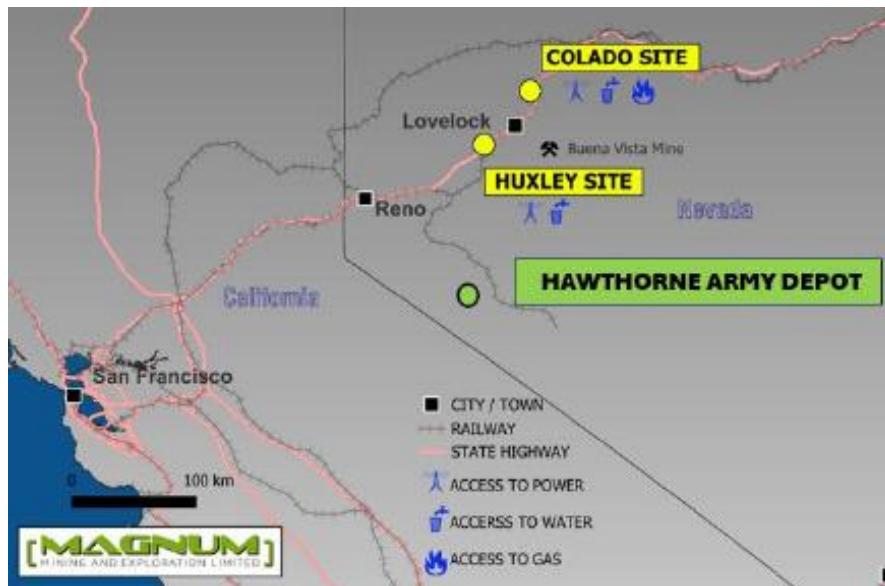 COLADO SITE
Lovelock
Buena Vista Mine
HUXLEY SITE
Reno
Nevada
HAWTHORNE ARMY DEPOT
California
San Francisco
CITY / TOWN
RAILWAY
STATE HIGHWAY
0 100 km
ACCESS TO POWER
ACCERSS TO WATER
ACCESS TO GAS
[MAGNUM]
MINING AND EXPLORATION LIMITED